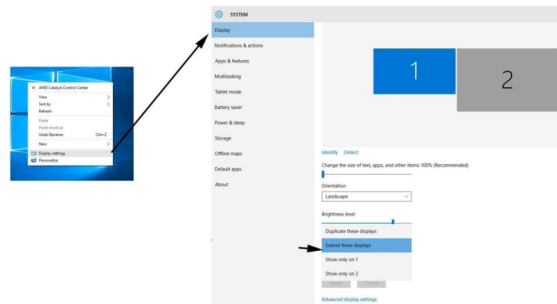 AMD Catalyst Control Center
View
Sort by
Refresh
Paste
Paste shortcut
Undo Rename Ctrl+Z
New
Display settings
Personalize
SYSTEM
Display
Notifications & actions
Apps & features
Multitasking
Tablet mode
Battery saver
Power & sleep
Storage
Offline maps
Default apps
About
1
2
Identify Detect
Change the size of text, apps, and other items: 100% (Recommended)
Orientation
Landscape
Brightness level
Duplicate these displays
Extend these displays
Show only on 1
Show only on 2
Advanced display settings